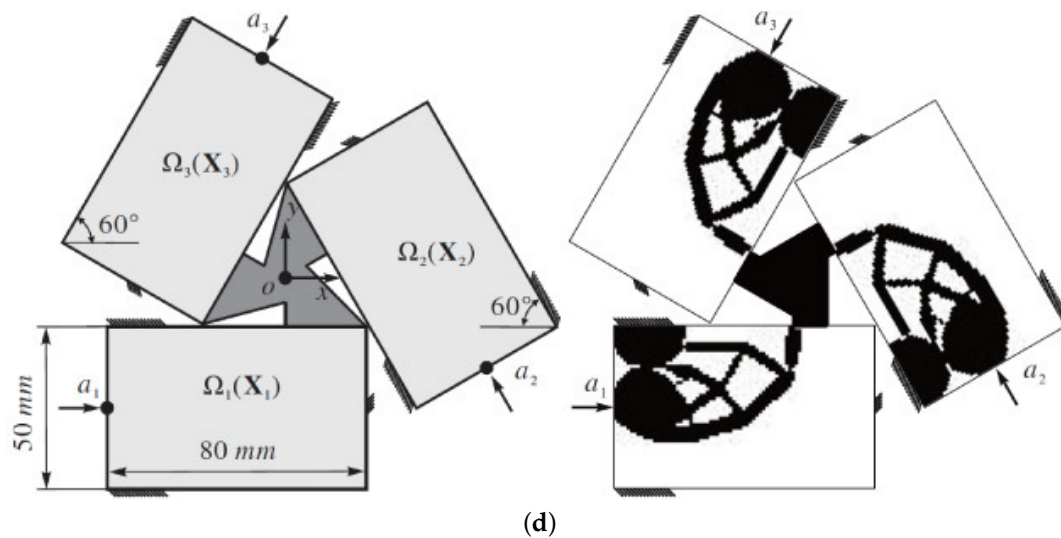 a₃
Ω₃(X₃)
60°
y
o
x
Ω₂(X₂)
60°
a₂
a₁
Ω₁(X₁)
50 mm
80 mm
a₃
a₂
a₁
(d)